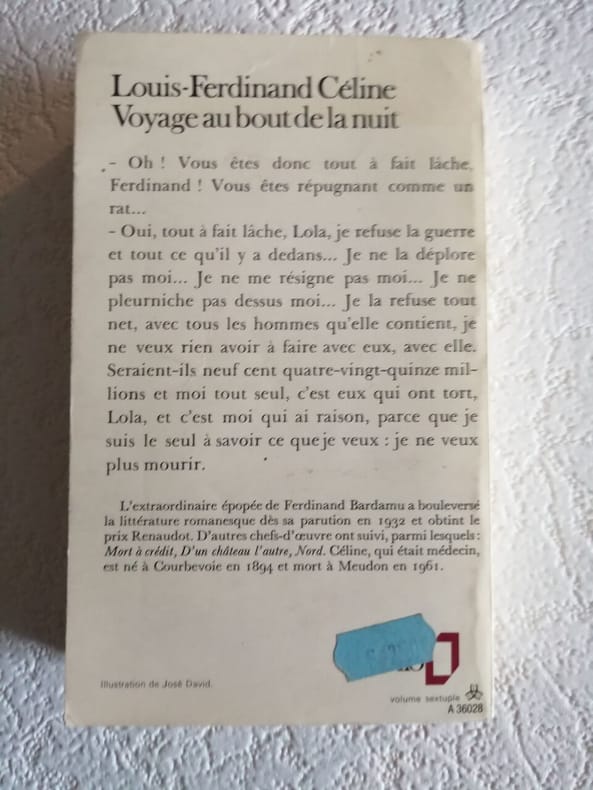 Louis-Ferdinand Céline
Voyage au bout de la nuit
- Oh ! Vous êtes donc tout à fait lâche,
Ferdinand ! Vous êtes répugnant comme un
rat...
- Oui, tout à fait lâche, Lola, je refuse la guerre
et tout ce qu'il y a dedans... Je ne la déplore
pas moi... Je ne me résigne pas moi... Je ne
pleurniche pas dessus moi... Je la refuse tout
net, avec tous les hommes qu'elle contient, je
ne veux rien avoir à faire avec eux, avec elle.
Seraient-ils neuf cent quatre-vingt-quinze mil-
lions et moi tout seul, c'est eux qui ont tort,
Lola, et c'est moi qui ai raison, parce que je
suis le seul à savoir ce que je veux : je ne veux
plus mourir.
L'extraordinaire épopée de Ferdinand Bardamu a bouleversé
la littérature romanesque dès sa parution en 1932 et obtint le
prix Renaudot. D'autres chefs-d'œuvre ont suivi, parmi lesquels :
Mort à crédit, D'un château l'autre, Nord. Céline, qui était médecin,
est né à Courbevoie en 1894 et mort à Meudon en 1961.
Illustration de José David.
volume sextuple
A 36028